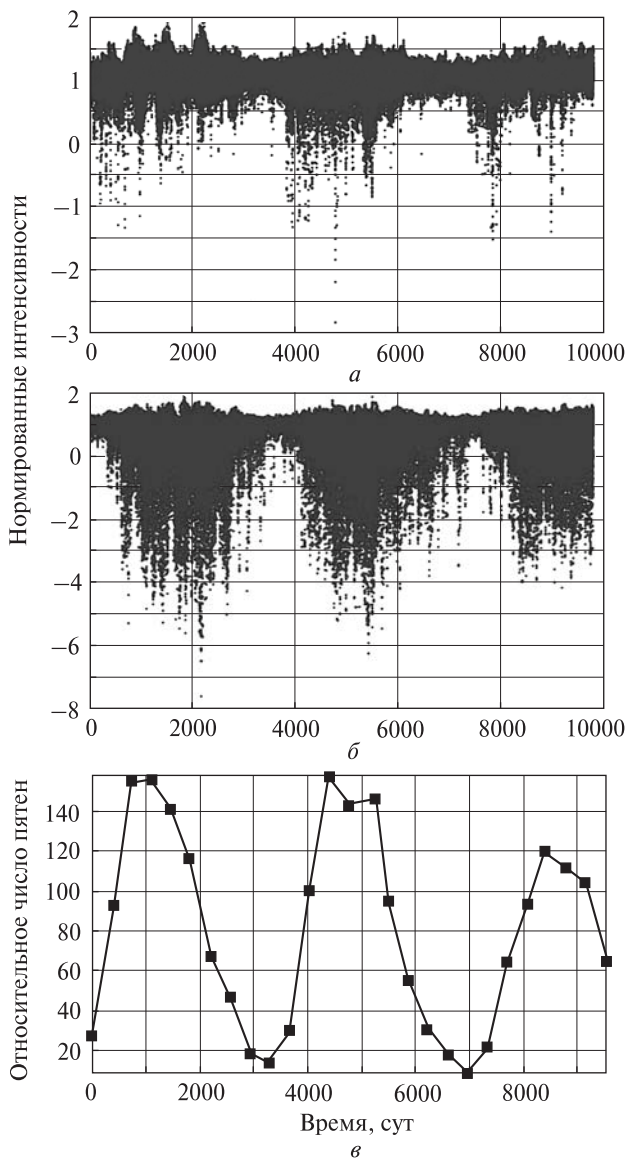 Нормированные интенсивности
2
1
0
−1
−2
−3
0 2000 4000 6000 8000 10000
а
2
0
−2
−4
−6
−8
0 2000 4000 6000 8000 10000
б
Относительное число пятен
140
120
100
80
60
40
20
0 2000 4000 6000 8000
Время, сут
в